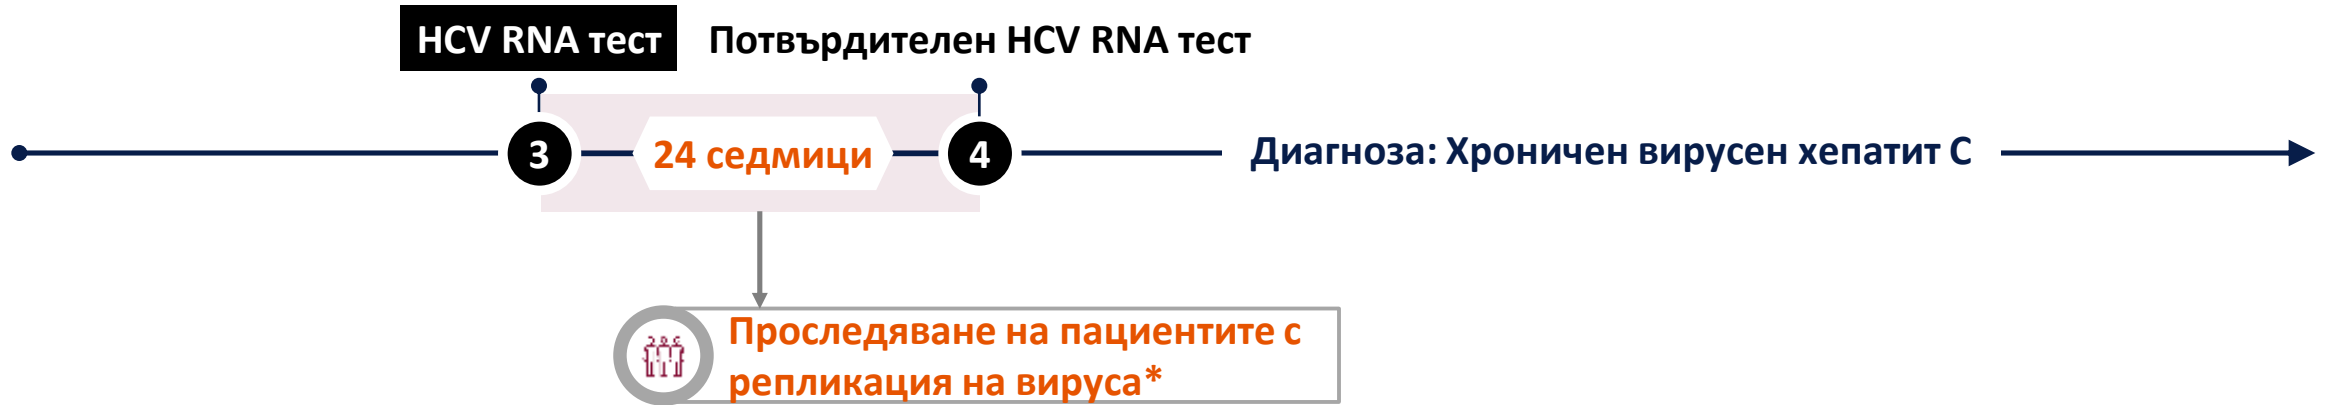 HCV RNA тест
Потвърдителен HCV RNA тест
3
24 седмици
4
Диагноза: Хроничен вирусен хепатит С
Проследяване на пациентите с
репликация на вируса*